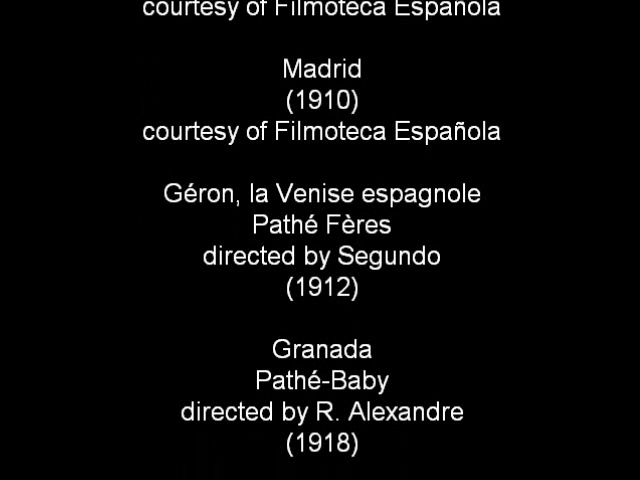 courtesy of Filmoteca Española
Madrid
(1910)
courtesy of Filmoteca Española
Géron, la Venise espagnole
Pathé Fères
directed by Segundo
(1912)
Granada
Pathé-Baby
directed by R. Alexandre
(1918)